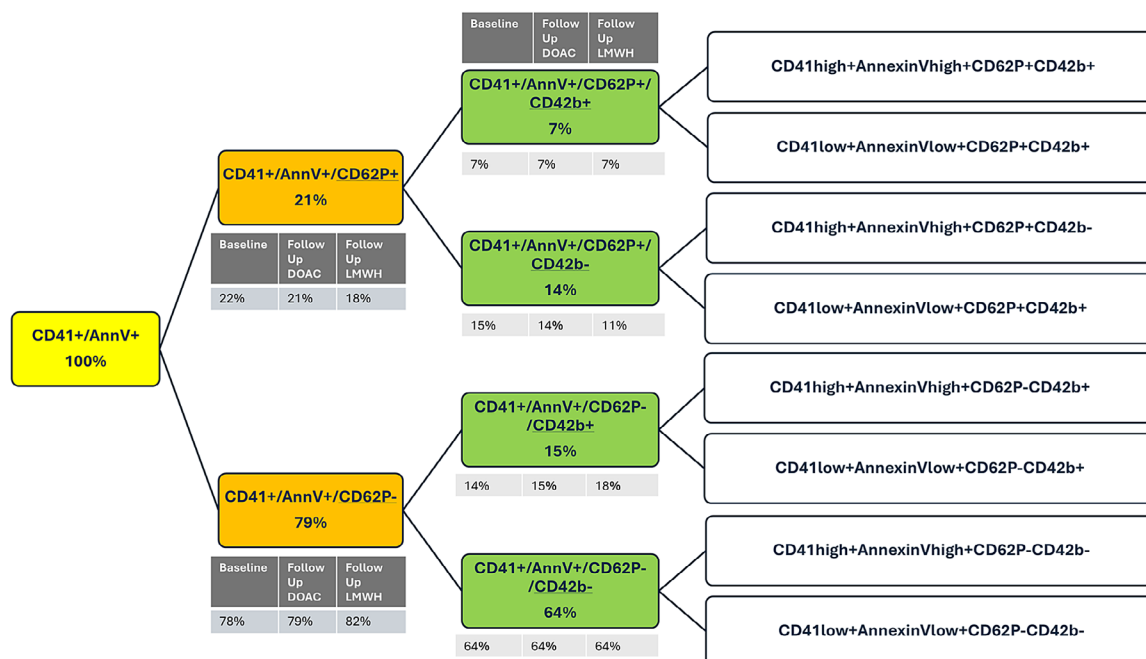 CD41+/AnnV+
100%
CD41+/AnnV+/CD62P+
21%
Baseline
Follow
Up
DOAC
Follow
Up
LMWH
22%
21%
18%
CD41+/AnnV+/CD62P-
79%
Baseline
Follow
Up
DOAC
Follow
Up
LMWH
78%
79%
82%
Baseline
Follow
Up
DOAC
Follow
Up
LMWH
CD41+/AnnV+/CD62P+/
CD42b+
7%
7%
7%
7%
CD41+/AnnV+/CD62P+/
CD42b-
14%
15%
14%
11%
CD41+/AnnV+/CD62P-
/CD42b+
15%
14%
15%
18%
CD41+/AnnV+/CD62P-
/CD42b-
64%
64%
64%
64%
CD41high+AnnexinVhigh+CD62P+CD42b+
CD41low+AnnexinVlow+CD62P+CD42b+
CD41high+AnnexinVhigh+CD62P+CD42b-
CD41low+AnnexinVlow+CD62P+CD42b+
CD41high+AnnexinVhigh+CD62P-CD42b+
CD41low+AnnexinVlow+CD62P-CD42b+
CD41high+AnnexinVhigh+CD62P-CD42b-
CD41low+AnnexinVlow+CD62P-CD42b-